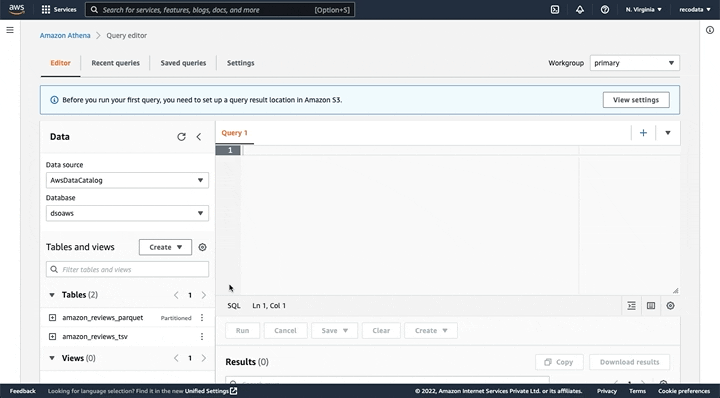 aws Services Search for services, features, blogs, docs, and more [Option+S] N. Virginia recodata
Amazon Athena Query editor
Editor Recent queries Saved queries Settings Workgroup primary
Before you run your first query, you need to set up a query result location in Amazon S3. View settings
Data
Query 1
1
Data source
AwsDataCatalog
Database
dsoaws
Tables and views Create
Filter tables and views
Tables (2) 1
SQL Ln 1, Col 1
amazon_reviews_parquet Partitioned
amazon_reviews_tsv
Run Cancel Save Clear Create
Views (0) 1
Results (0) Copy Download results
Feedback Looking for language selection? Find it in the new Unified Settings © 2022, Amazon Internet Services Private Ltd. or its affiliates. Privacy Terms Cookie preferences